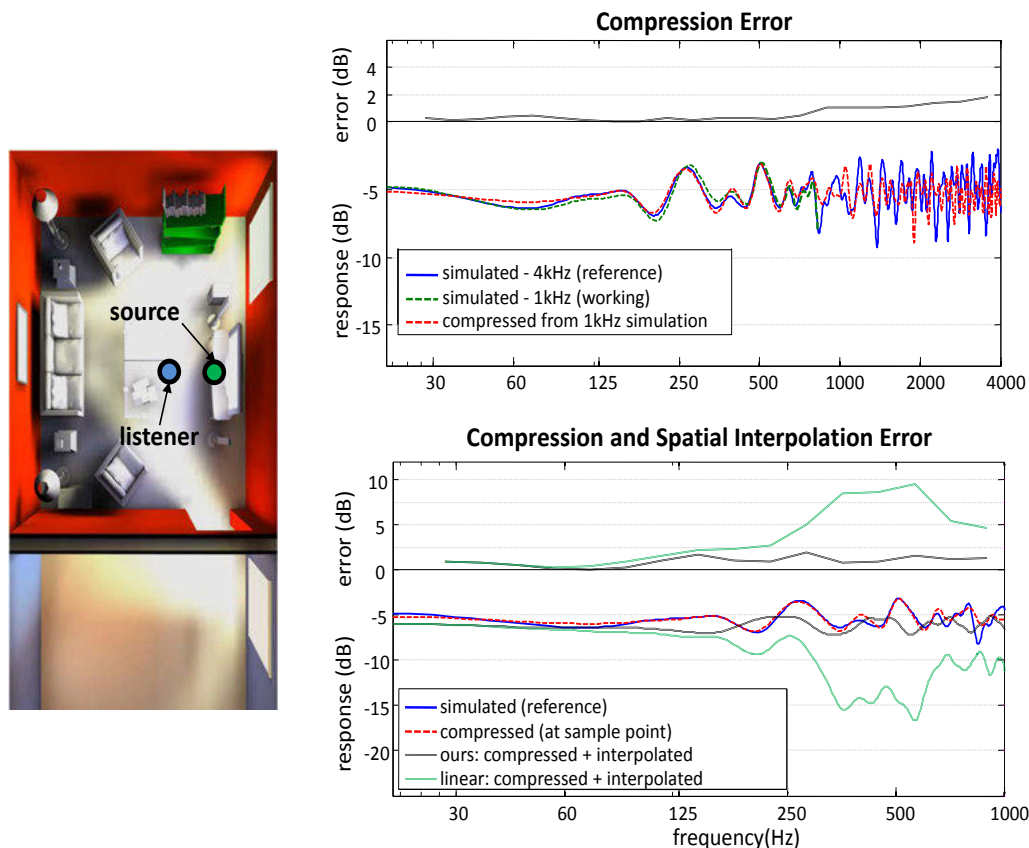 Compression Error
error (dB)
4
2
0
response (dB)
-5
-10
-15
simulated - 4kHz (reference)
simulated - 1kHz (working)
compressed from 1kHz simulation
30 60 125 250 500 1000 2000 4000
source
listener
Compression and Spatial Interpolation Error
error (dB)
10
5
0
response (dB)
-5
-10
-15
-20
simulated (reference)
compressed (at sample point)
ours: compressed + interpolated
linear: compressed + interpolated
30 60 125 250 500 1000
frequency(Hz)